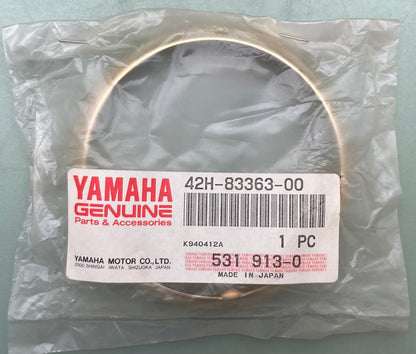 YAMAHA
GENUINE
Parts & Accessories
42H-83363-00
K940412A
1 PC
YAMAHA MOTOR CO.,LTD.
2500 SHINGAI IWATA SHIZUOKA JAPAN
531 913-0
MADE IN JAPAN